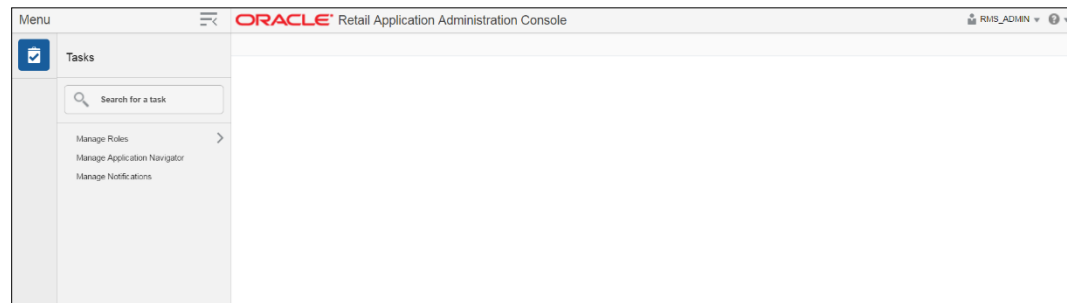 Menu
ORACLE® Retail Application Administration Console
RMS_ADMIN
Tasks
Search for a task
Manage Roles
Manage Application Navigator
Manage Notifications